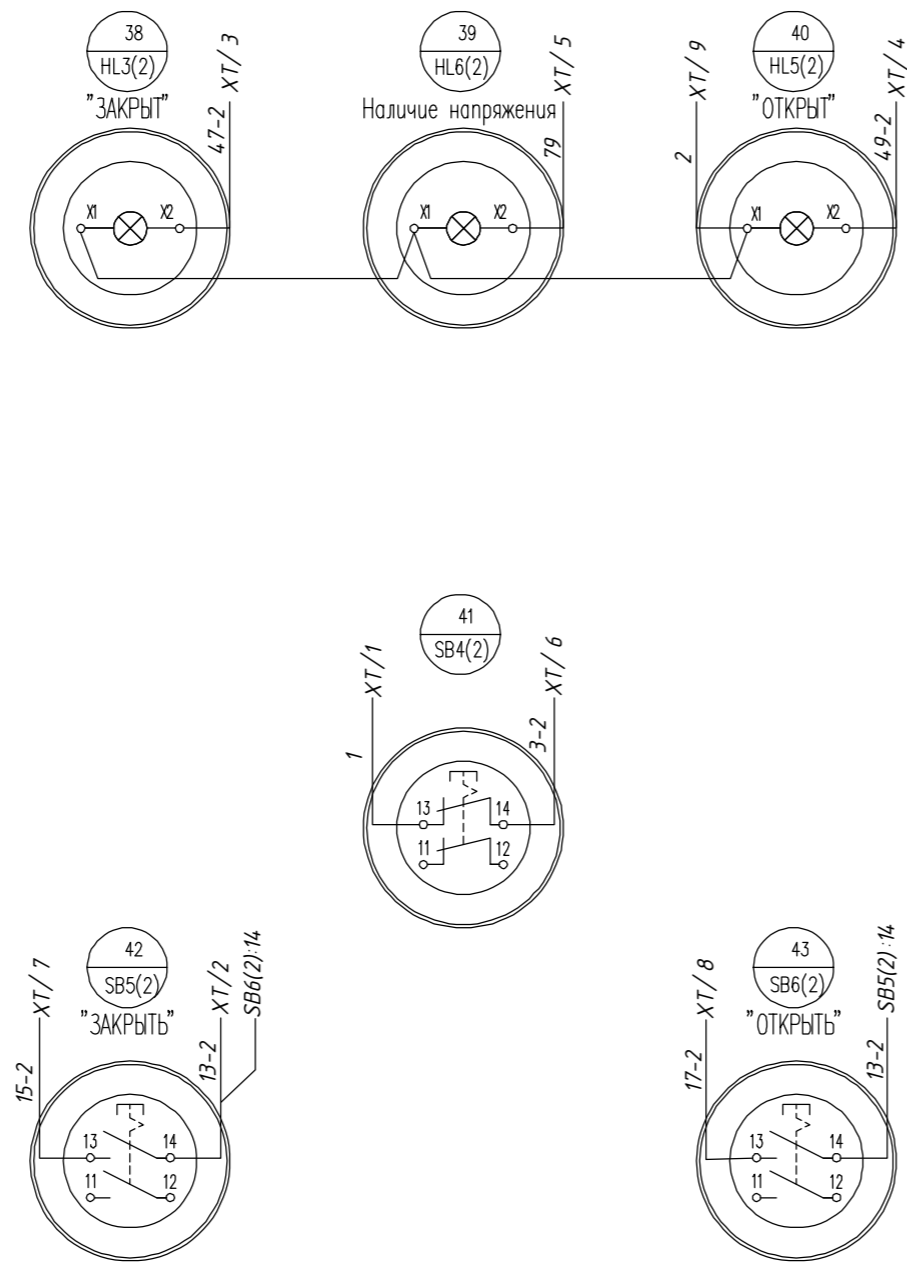 38
HL3(2)
"ЗАКРЫТ"
47-2
XT/ 3
X1
X2
39
HL6(2)
Наличие напряжения
79
XT/ 5
X1
X2
2
XT/ 9
40
HL5(2)
"ОТКРЫТ"
49-2
XT/ 4
X1
X2
41
SB4(2)
1
XT/1
3-2
XT/ 6
13
14
11
12
42
SB5(2)
"ЗАКРЫТЬ"
15-2
XT/ 7
13-2
XT/2
SB6(2):14
13
14
11
12
43
SB6(2)
"ОТКРЫТЬ"
17-2
XT/ 8
13-2
SB5(2):14
13
14
11
12